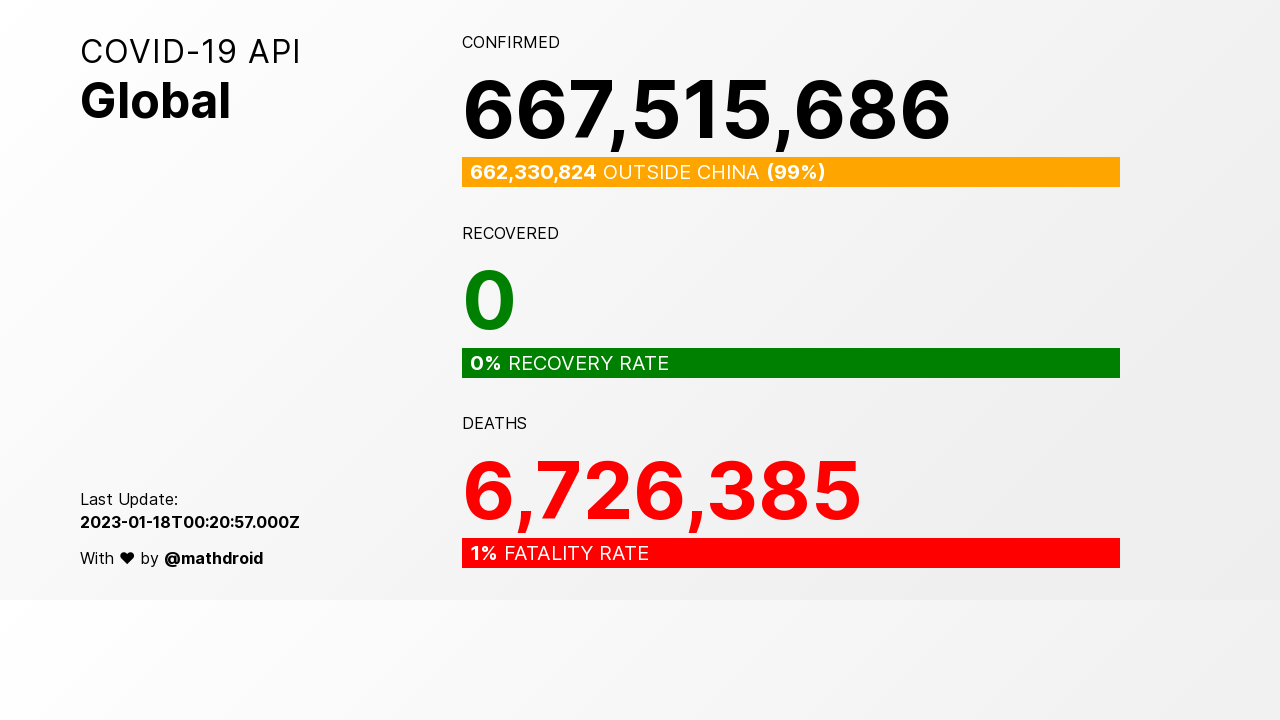 COVID-19 API
Global
CONFIRMED
667,515,686
662,330,824 OUTSIDE CHINA (99%)
RECOVERED
0
0% RECOVERY RATE
DEATHS
6,726,385
1% FATALITY RATE
Last Update:
2023-01-18T00:20:57.000Z
With ♥ by @mathdroid